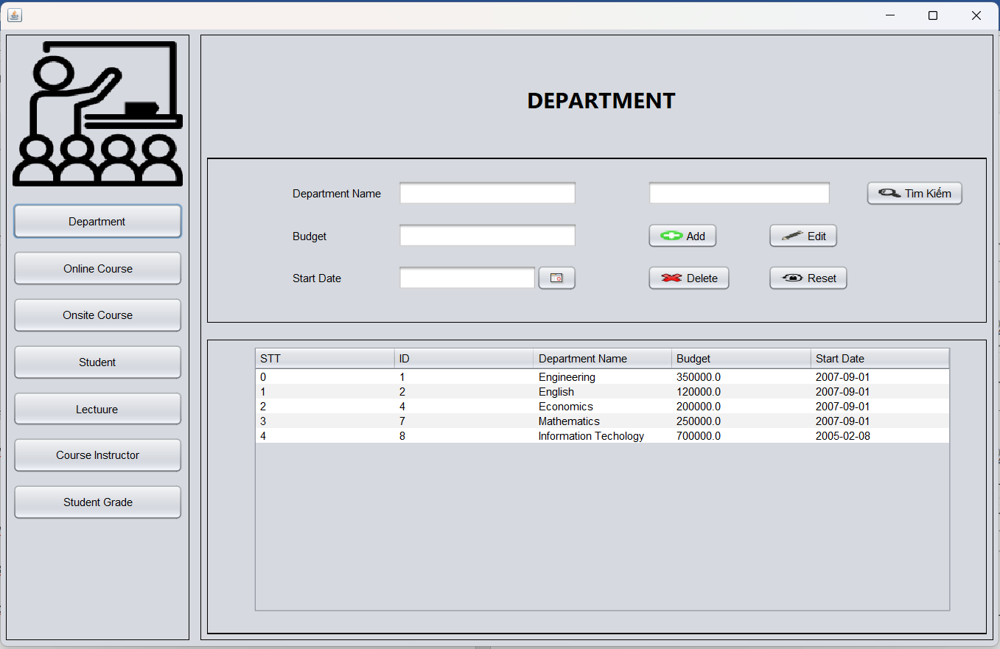 DEPARTMENT
Department
Online Course
Onsite Course
Student
Lectuure
Course Instructor
Student Grade
Department Name
Tìm Kiếm
Budget
Add
Edit
Start Date
Delete
Reset
STT ID Department Name Budget Start Date
0 1 Engineering 350000.0 2007-09-01
1 2 English 120000.0 2007-09-01
2 4 Economics 200000.0 2007-09-01
3 7 Mathematics 250000.0 2007-09-01
4 8 Information Techology 700000.0 2005-02-08